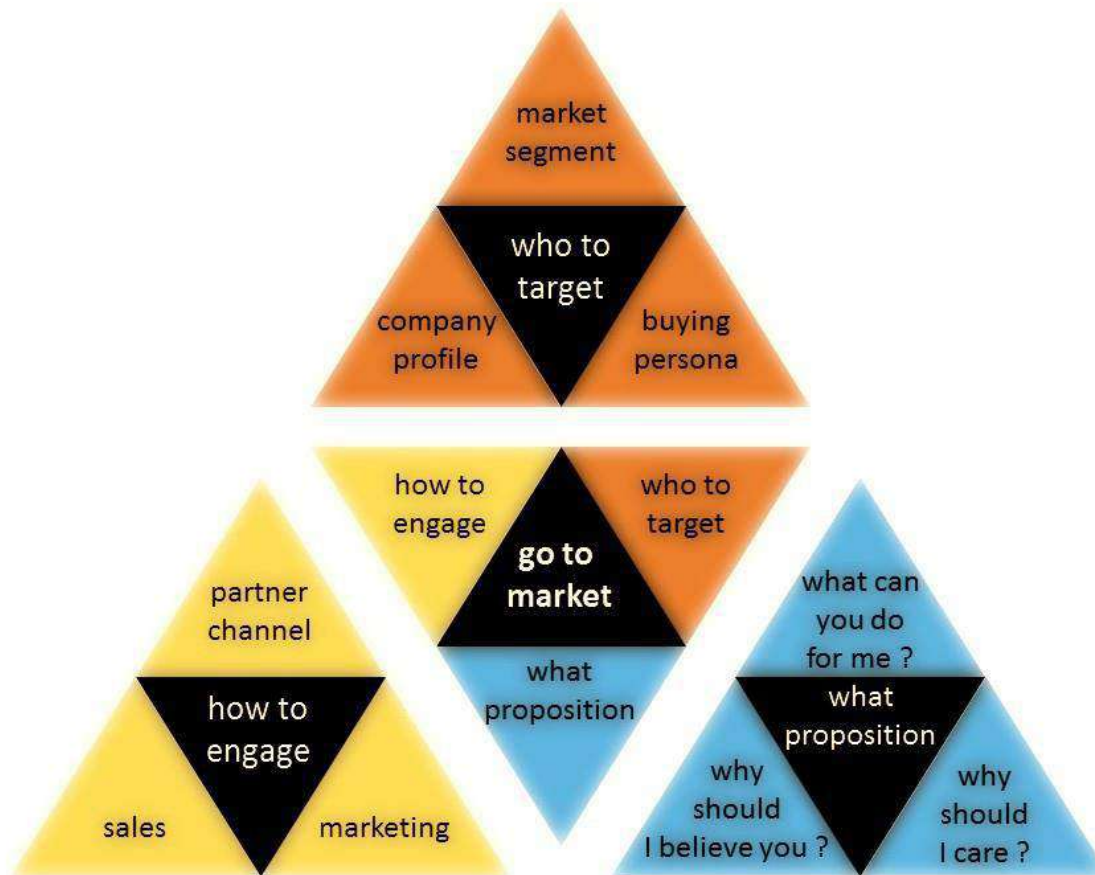 market
segment
who to
target
company
profile
buying
persona
how to
engage
who to
target
go to
market
what
proposition
partner
channel
how to
engage
sales
marketing
what can
you do
for me ?
what
proposition
why
should
I believe you ?
why
should
I care ?